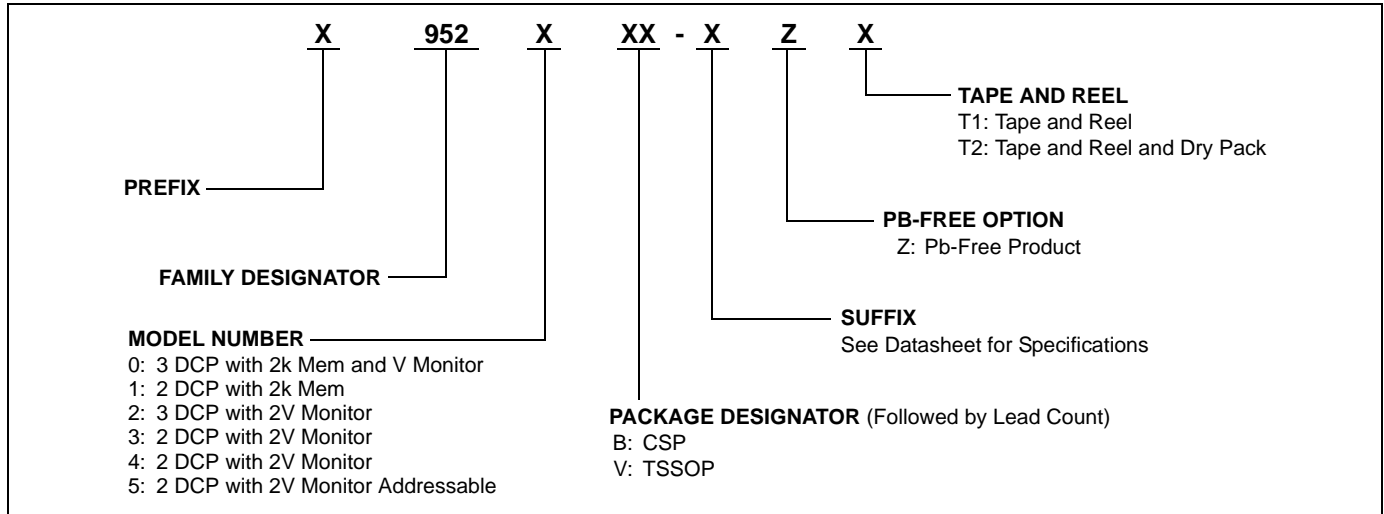 X 952 X XX - X Z X
TAPE AND REEL
T1: Tape and Reel
T2: Tape and Reel and Dry Pack
PREFIX
PB-FREE OPTION
Z: Pb-Free Product
FAMILY DESIGNATOR
SUFFIX
See Datasheet for Specifications
MODEL NUMBER
0: 3 DCP with 2k Mem and V Monitor
1: 2 DCP with 2k Mem
2: 3 DCP with 2V Monitor
3: 2 DCP with 2V Monitor
4: 2 DCP with 2V Monitor
5: 2 DCP with 2V Monitor Addressable
PACKAGE DESIGNATOR (Followed by Lead Count)
B: CSP
V: TSSOP